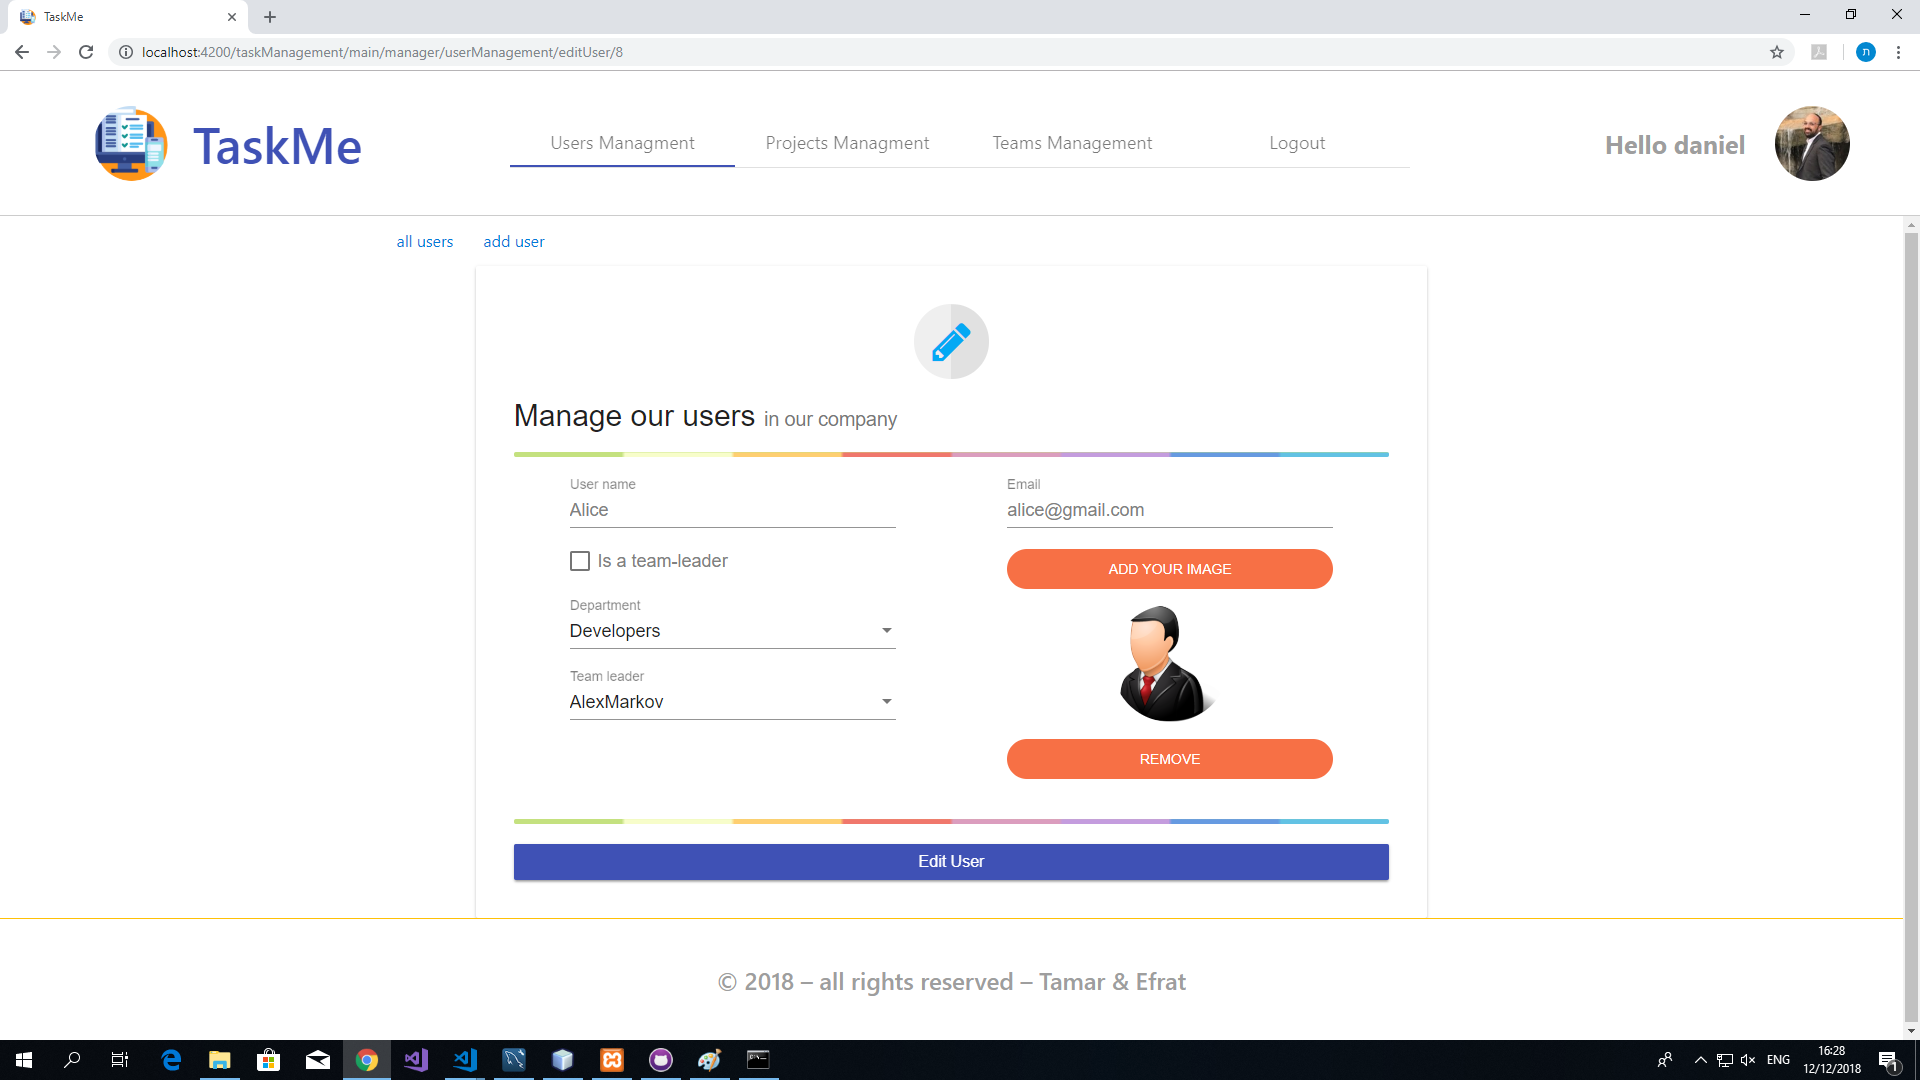 TaskMe
localhost:4200/taskManagement/main/manager/userManagement/editUser/8
ת
TaskMe
Users Managment
Projects Managment
Teams Management
Logout
Hello daniel
all users
add user
Manage our users in our company
User name
Alice
Email
alice@gmail.com
Is a team-leader
ADD YOUR IMAGE
Department
Developers
Team leader
AlexMarkov
REMOVE
Edit User
© 2018 – all rights reserved – Tamar & Efrat
ENG
16:28
12/12/2018
1